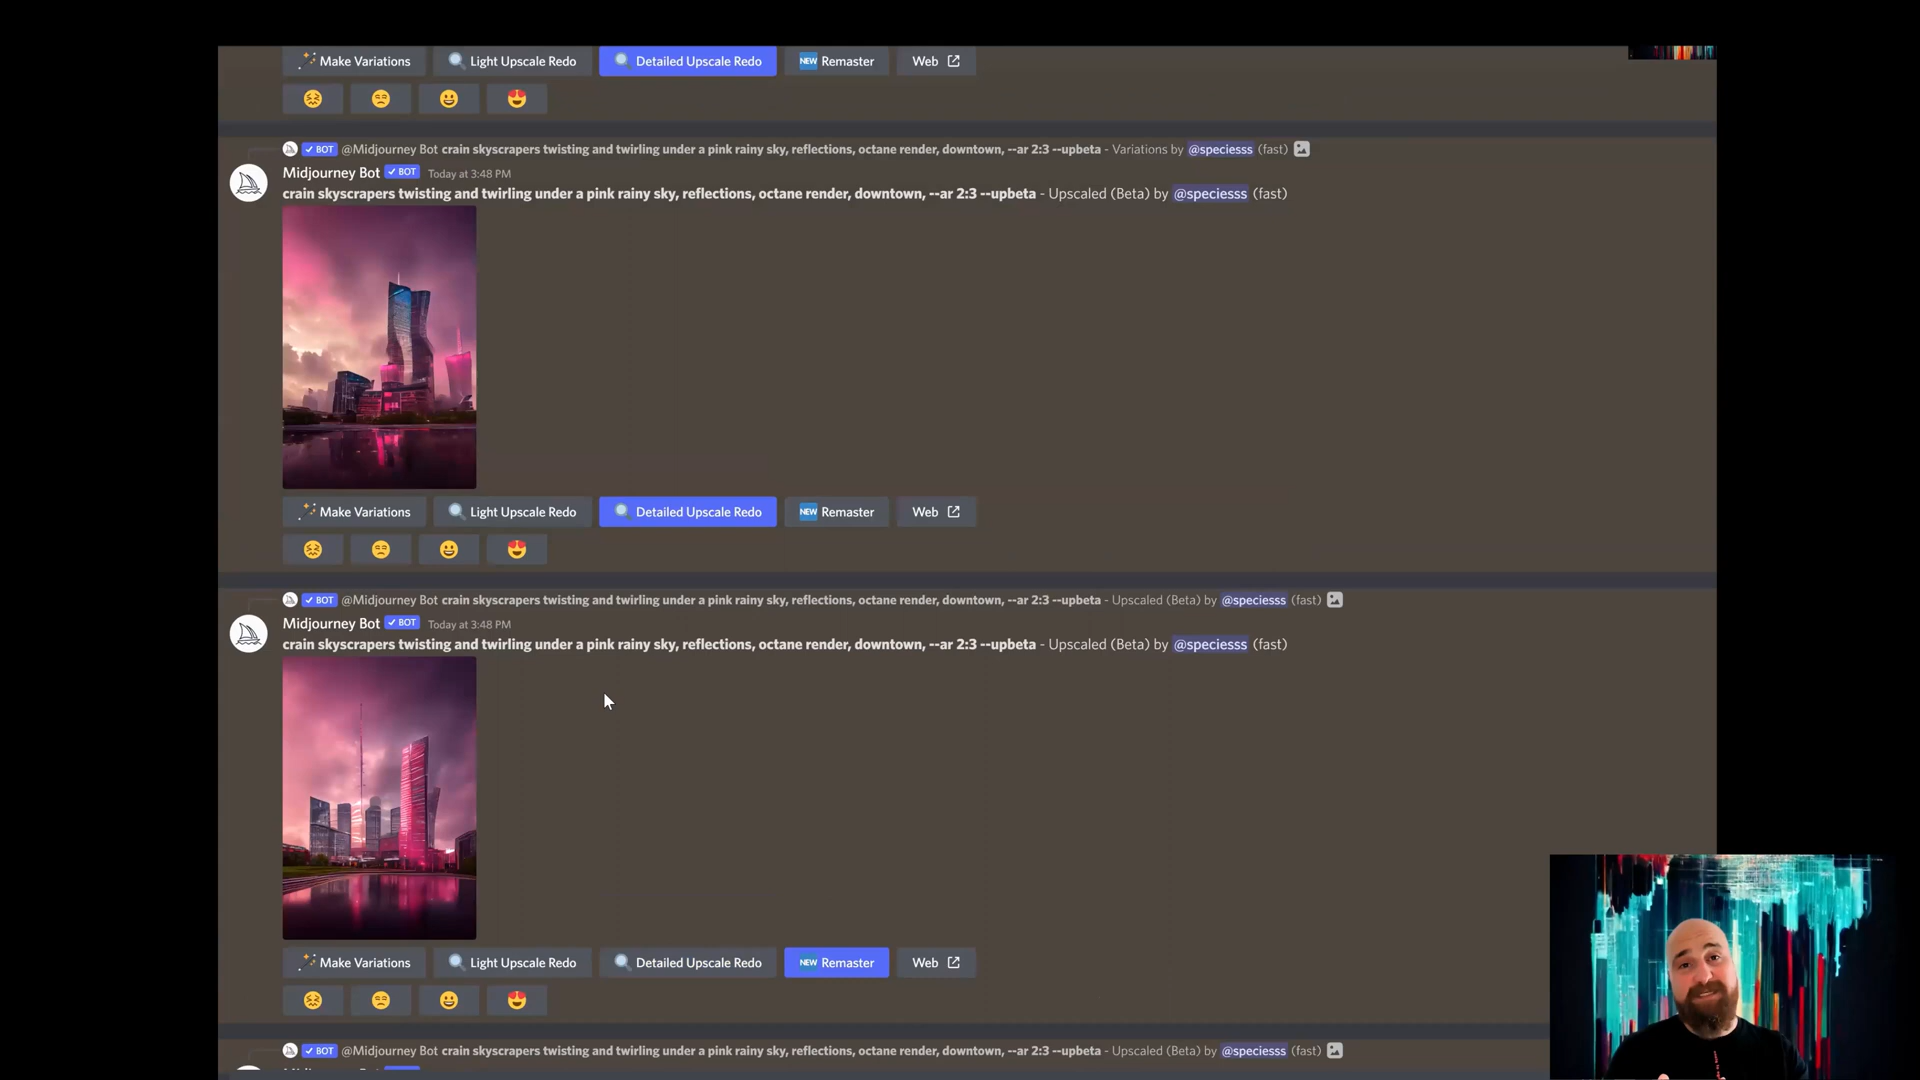 Make Variations Light Upscale Redo Detailed Upscale Redo NEW Remaster Web
BOT @Midjourney Bot crain skyscrapers twisting and twirling under a pink rainy sky, reflections, octane render, downtown, --ar 2:3 --upbeta - Variations by @speciesss (fast)
Midjourney Bot BOT Today at 3:48 PM
crain skyscrapers twisting and twirling under a pink rainy sky, reflections, octane render, downtown, --ar 2:3 --upbeta - Upscaled (Beta) by @speciesss (fast)
Make Variations Light Upscale Redo Detailed Upscale Redo NEW Remaster Web
BOT @Midjourney Bot crain skyscrapers twisting and twirling under a pink rainy sky, reflections, octane render, downtown, --ar 2:3 --upbeta - Upscaled (Beta) by @speciesss (fast)
Midjourney Bot BOT Today at 3:48 PM
crain skyscrapers twisting and twirling under a pink rainy sky, reflections, octane render, downtown, --ar 2:3 --upbeta - Upscaled (Beta) by @speciesss (fast)
Make Variations Light Upscale Redo Detailed Upscale Redo NEW Remaster Web
BOT @Midjourney Bot crain skyscrapers twisting and twirling under a pink rainy sky, reflections, octane render, downtown, --ar 2:3 --upbeta - Upscaled (Beta) by @speciesss (fast)